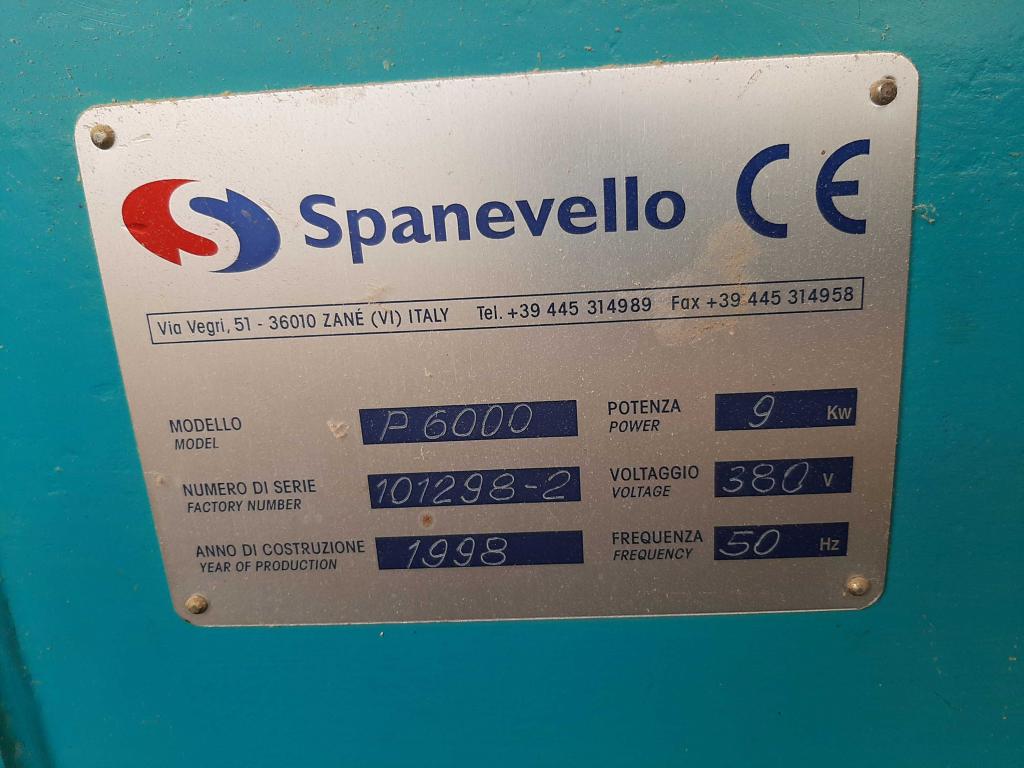 Spanevello CE
Via Vegri, 51 - 36010 ZANÉ (VI) ITALY Tel. +39 445 314989 Fax +39 445 314958
MODELLO P 6000 POTENZA 9 Kw
MODEL POWER
NUMERO DI SERIE 101298-2 VOLTAGGIO 380 V
FACTORY NUMBER VOLTAGE
ANNO DI COSTRUZIONE 1998 FREQUENZA 50 Hz
YEAR OF PRODUCTION FREQUENCY